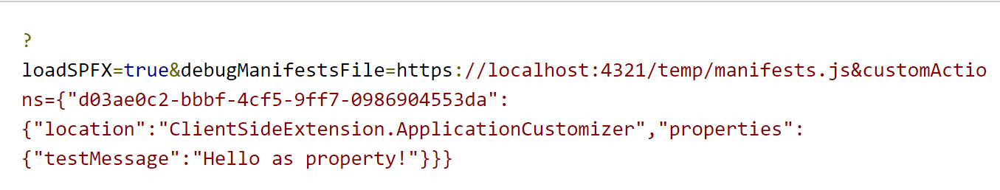 ?
loadSPFX=true&debugManifestsFile=https://localhost:4321/temp/manifests.js&customActio
ns={"d03ae0c2-bbbf-4cf5-9ff7-0986904553da":
{"location":"ClientSideExtension.ApplicationCustomizer","properties":
{"testMessage":"Hello as property!"}}}